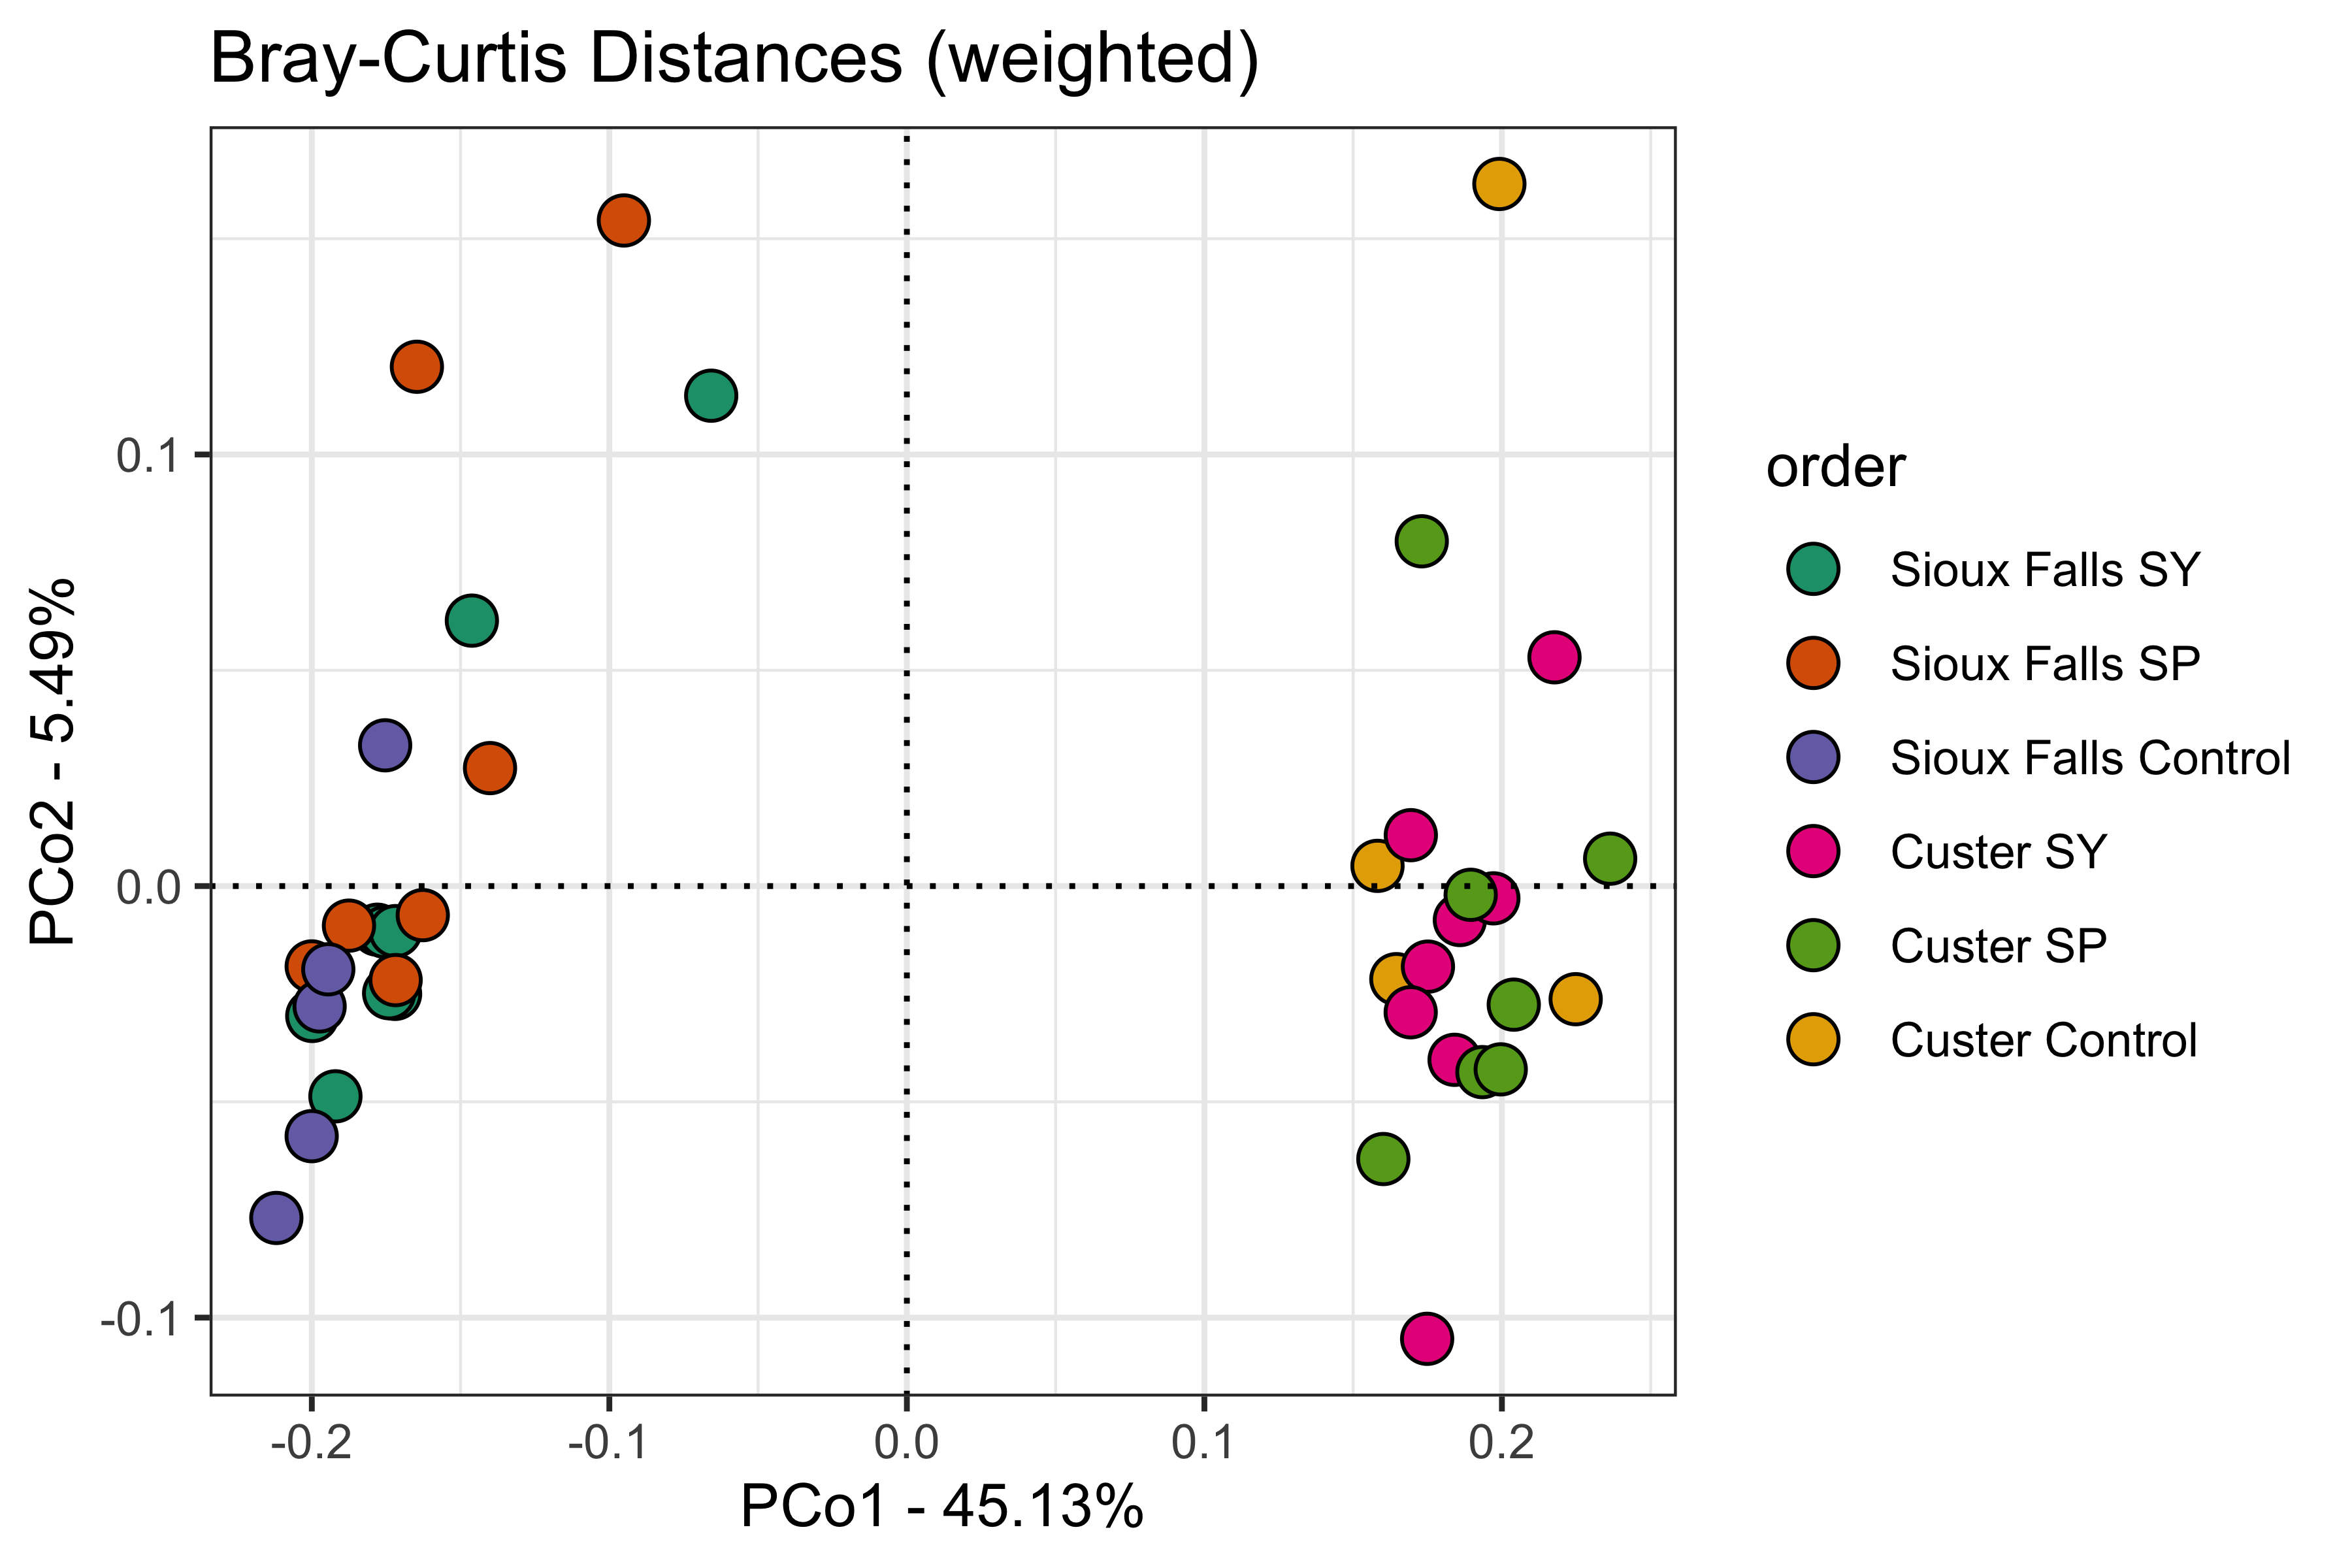 Bray-Curtis Distances (weighted)
PCo2 - 5.49%
0.1
0.0
-0.1
-0.2
-0.1
0.0
0.1
0.2
PCo1 - 45.13%
order
Sioux Falls SY
Sioux Falls SP
Sioux Falls Control
Custer SY
Custer SP
Custer Control